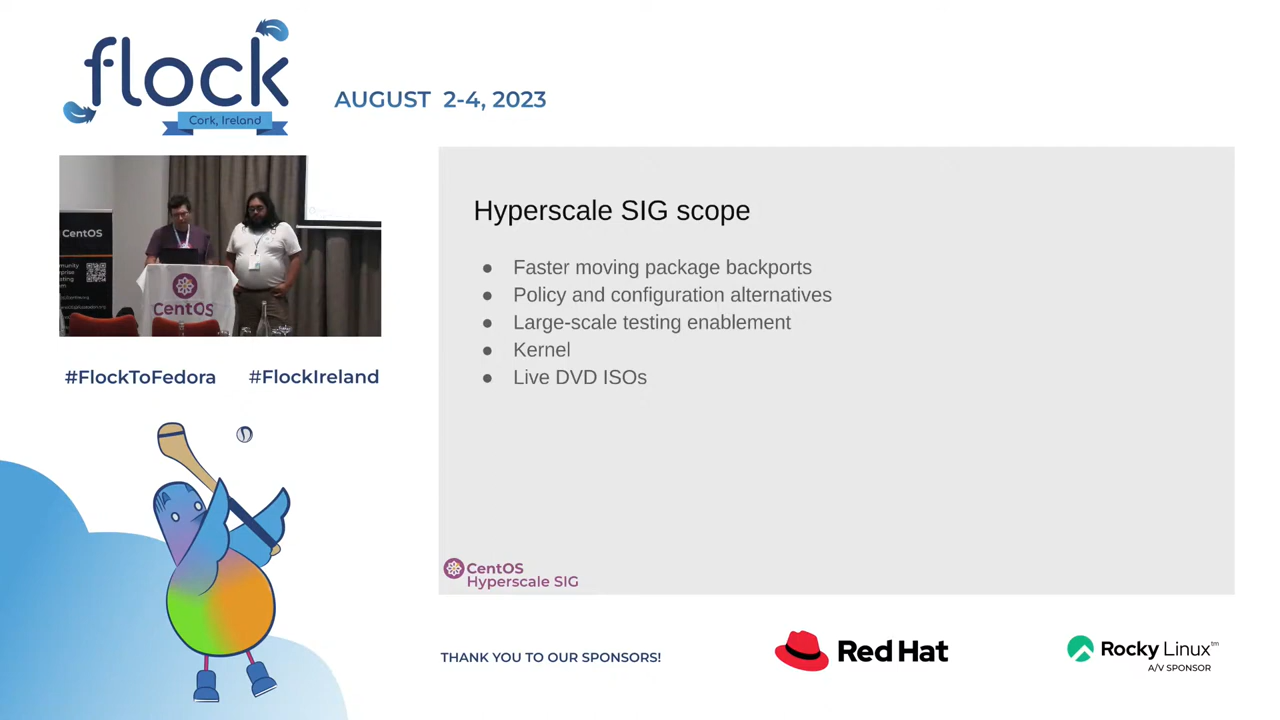 flock
Cork, Ireland
AUGUST 2-4, 2023
CentOS
CentOS
#FlockToFedora
#FlockIreland
Hyperscale SIG scope
● Faster moving package backports
● Policy and configuration alternatives
● Large-scale testing enablement
● Kernel
● Live DVD ISOs
CentOS
Hyperscale SIG
THANK YOU TO OUR SPONSORS!
Red Hat
Rocky Linux™
A/V SPONSOR